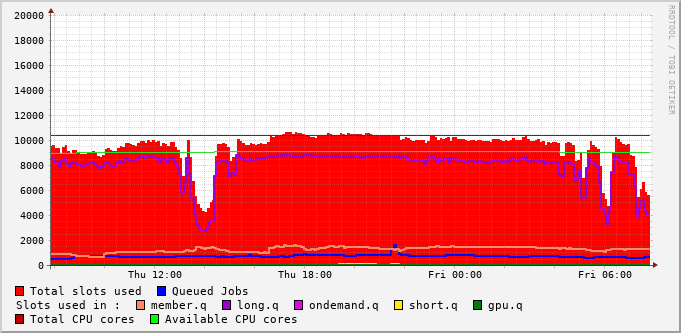 20000
18000
16000
14000
12000
10000
8000
6000
4000
2000
0
Thu 12:00 Thu 18:00 Fri 00:00 Fri 06:00
RRDTOOL / TOBI OETIKER
Total slots used Queued Jobs
Slots used in : member.q long.q ondemand.q short.q gpu.q
Total CPU cores Available CPU cores